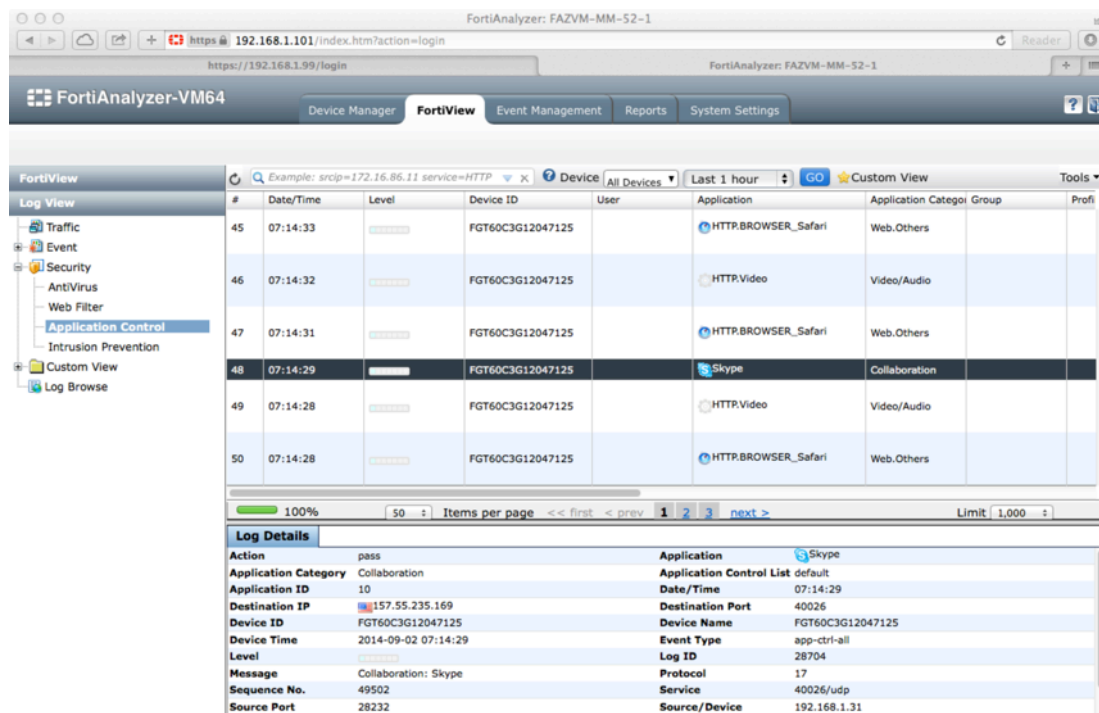 FortiAnalyzer: FAZVM-MM-52-1
https 192.168.1.101/index.htm?action=login Reader
https://192.168.1.99/login FortiAnalyzer: FAZVM-MM-52-1
FortiAnalyzer-VM64
Device Manager FortiView Event Management Reports System Settings ?
FortiView Example: srcip=172.16.86.11 service=HTTP Device All Devices Last 1 hour GO Custom View Tools
Log View # Date/Time Level Device ID User Application Application Categor Group Profi
Traffic
Event
Security
AntiVirus
Web Filter
Application Control
Intrusion Prevention
Custom View
Log Browse
45 07:14:33 FGT60C3G12047125 HTTP.BROWSER_Safari Web.Others
46 07:14:32 FGT60C3G12047125 HTTP.Video Video/Audio
47 07:14:31 FGT60C3G12047125 HTTP.BROWSER_Safari Web.Others
48 07:14:29 FGT60C3G12047125 Skype Collaboration
49 07:14:28 FGT60C3G12047125 HTTP.Video Video/Audio
50 07:14:28 FGT60C3G12047125 HTTP.BROWSER_Safari Web.Others
100% 50 Items per page << first < prev 1 2 3 next > Limit 1,000
Log Details
Action pass Application Skype
Application Category Collaboration Application Control List default
Application ID 10 Date/Time 07:14:29
Destination IP 157.55.235.169 Destination Port 40026
Device ID FGT60C3G12047125 Device Name FGT60C3G12047125
Device Time 2014-09-02 07:14:29 Event Type app-ctrl-all
Level Log ID 28704
Message Collaboration: Skype Protocol 17
Sequence No. 49502 Service 40026/udp
Source Port 28232 Source/Device 192.168.1.31